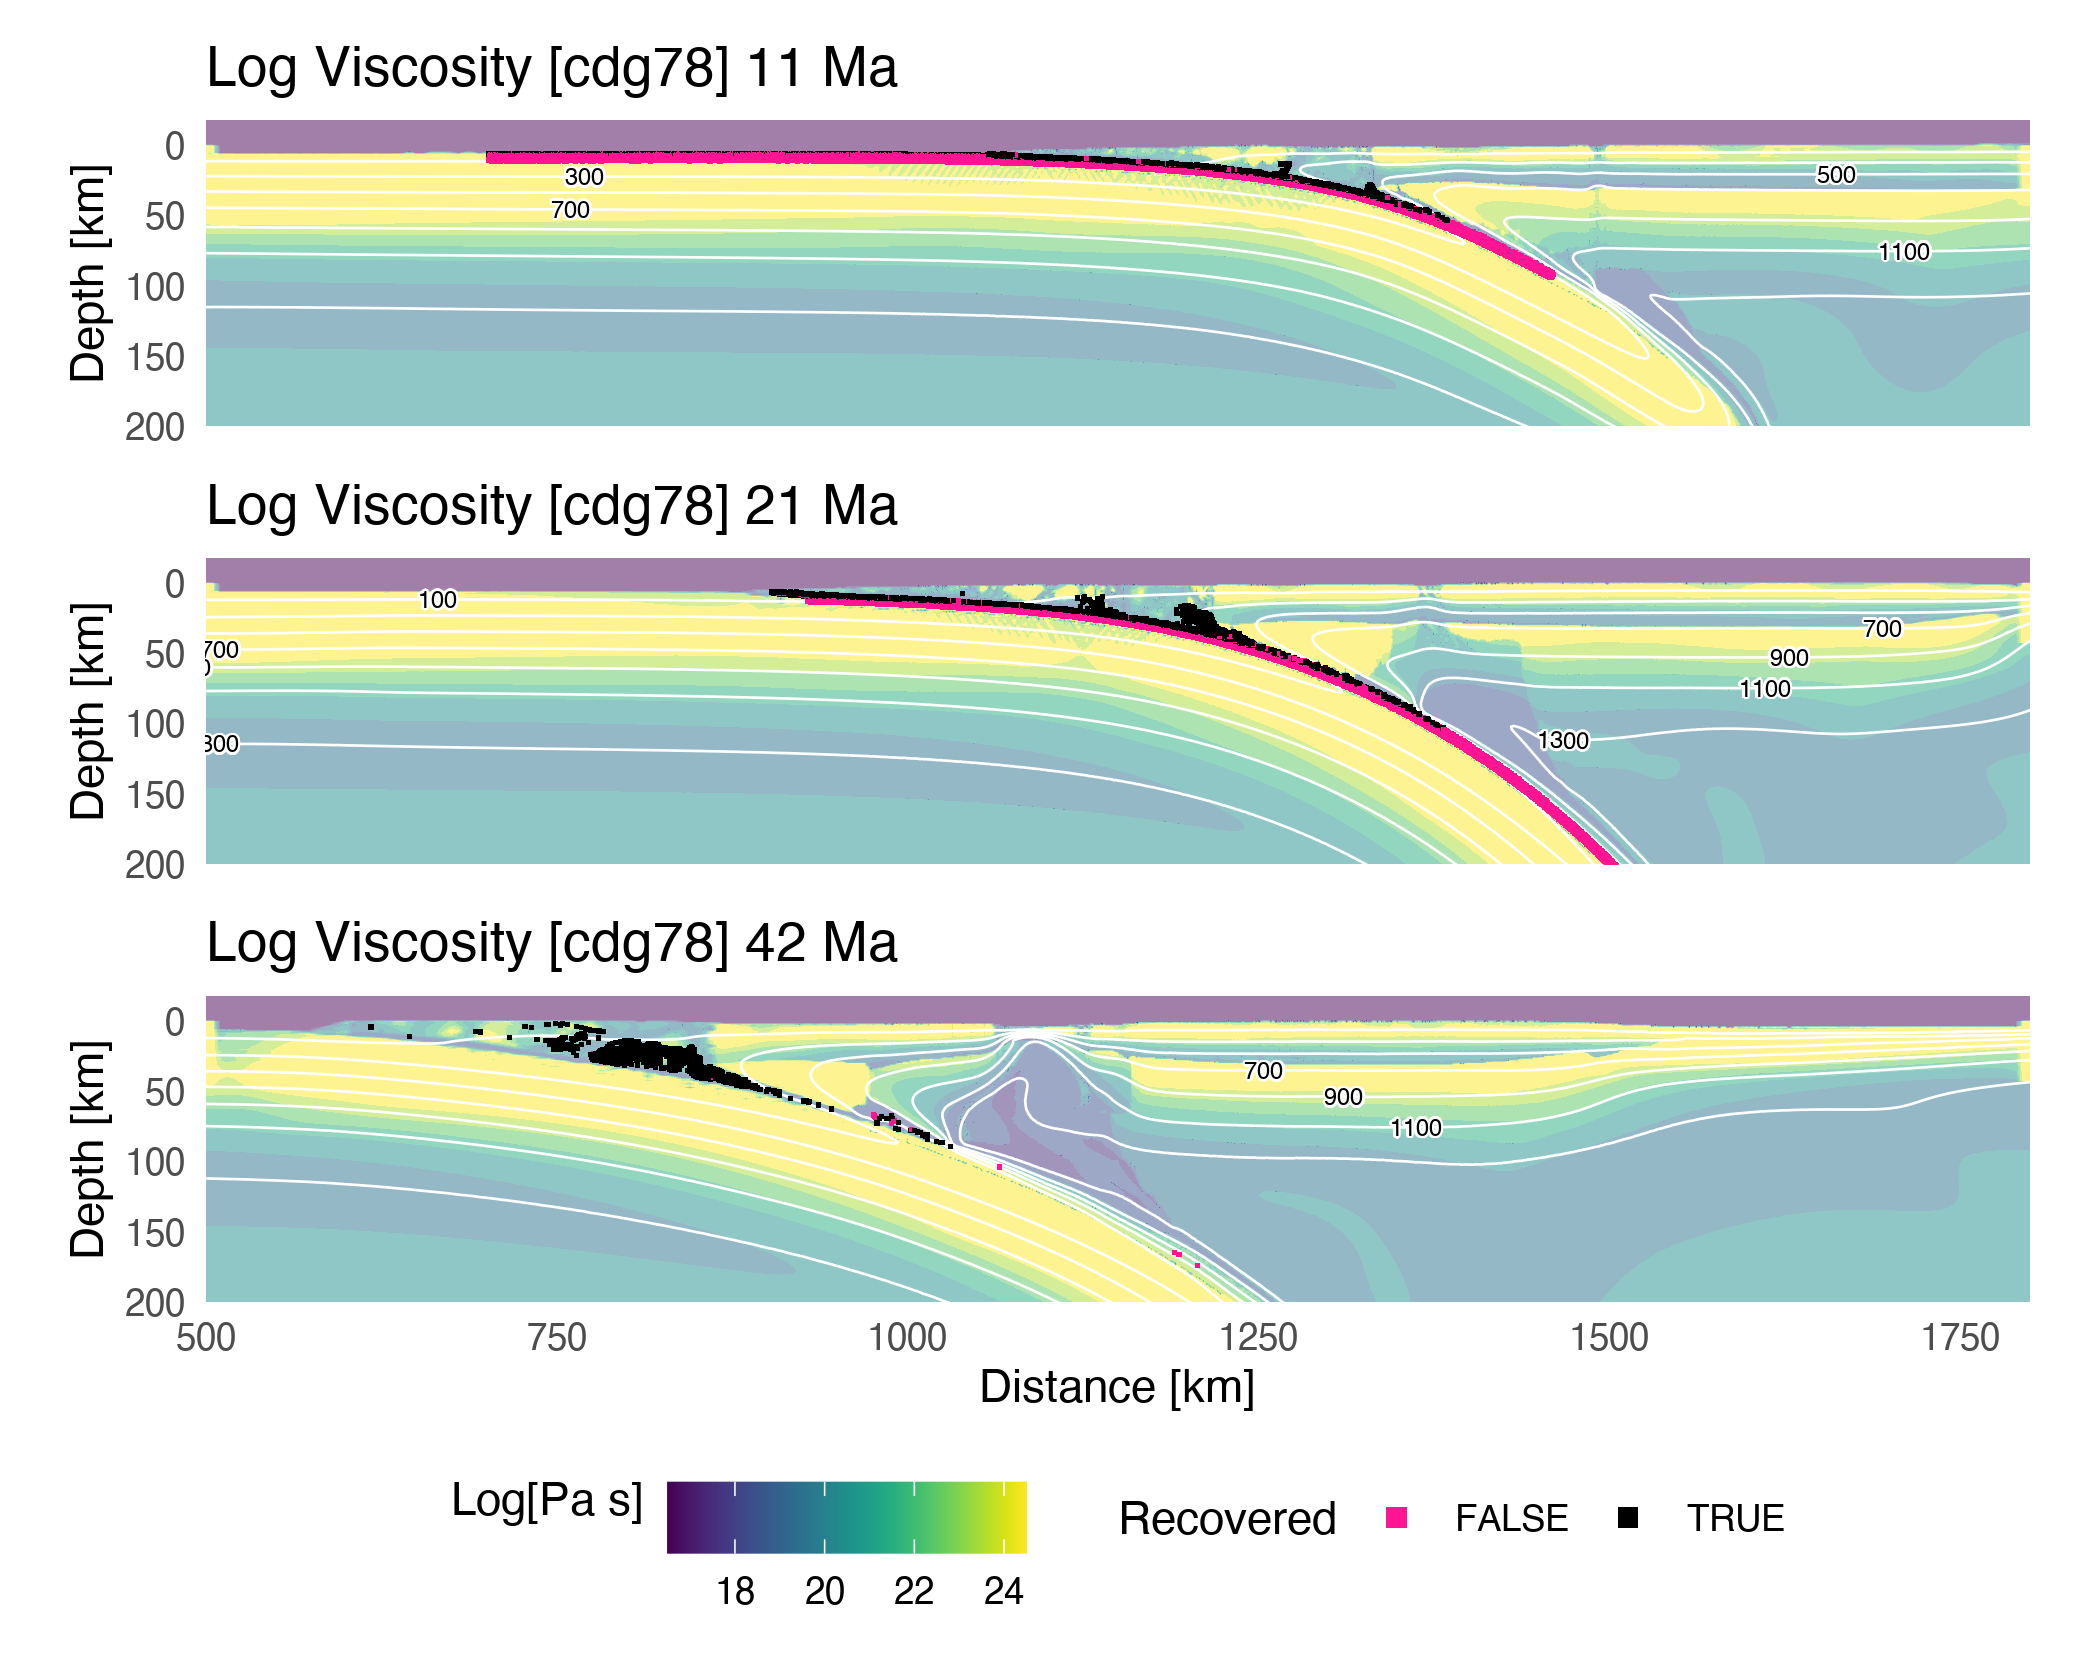 Log Viscosity [cdg78] 11 Ma
Depth [km]
0
50
100
150
200
300
700
500
1100
Log Viscosity [cdg78] 21 Ma
Depth [km]
0
50
100
150
200
100
700
0
300
700
900
1100
1300
Log Viscosity [cdg78] 42 Ma
Depth [km]
0
50
100
150
200
700
900
1100
500 750 1000 1250 1500 1750
Distance [km]
Log[Pa s]
18 20 22 24
Recovered FALSE TRUE